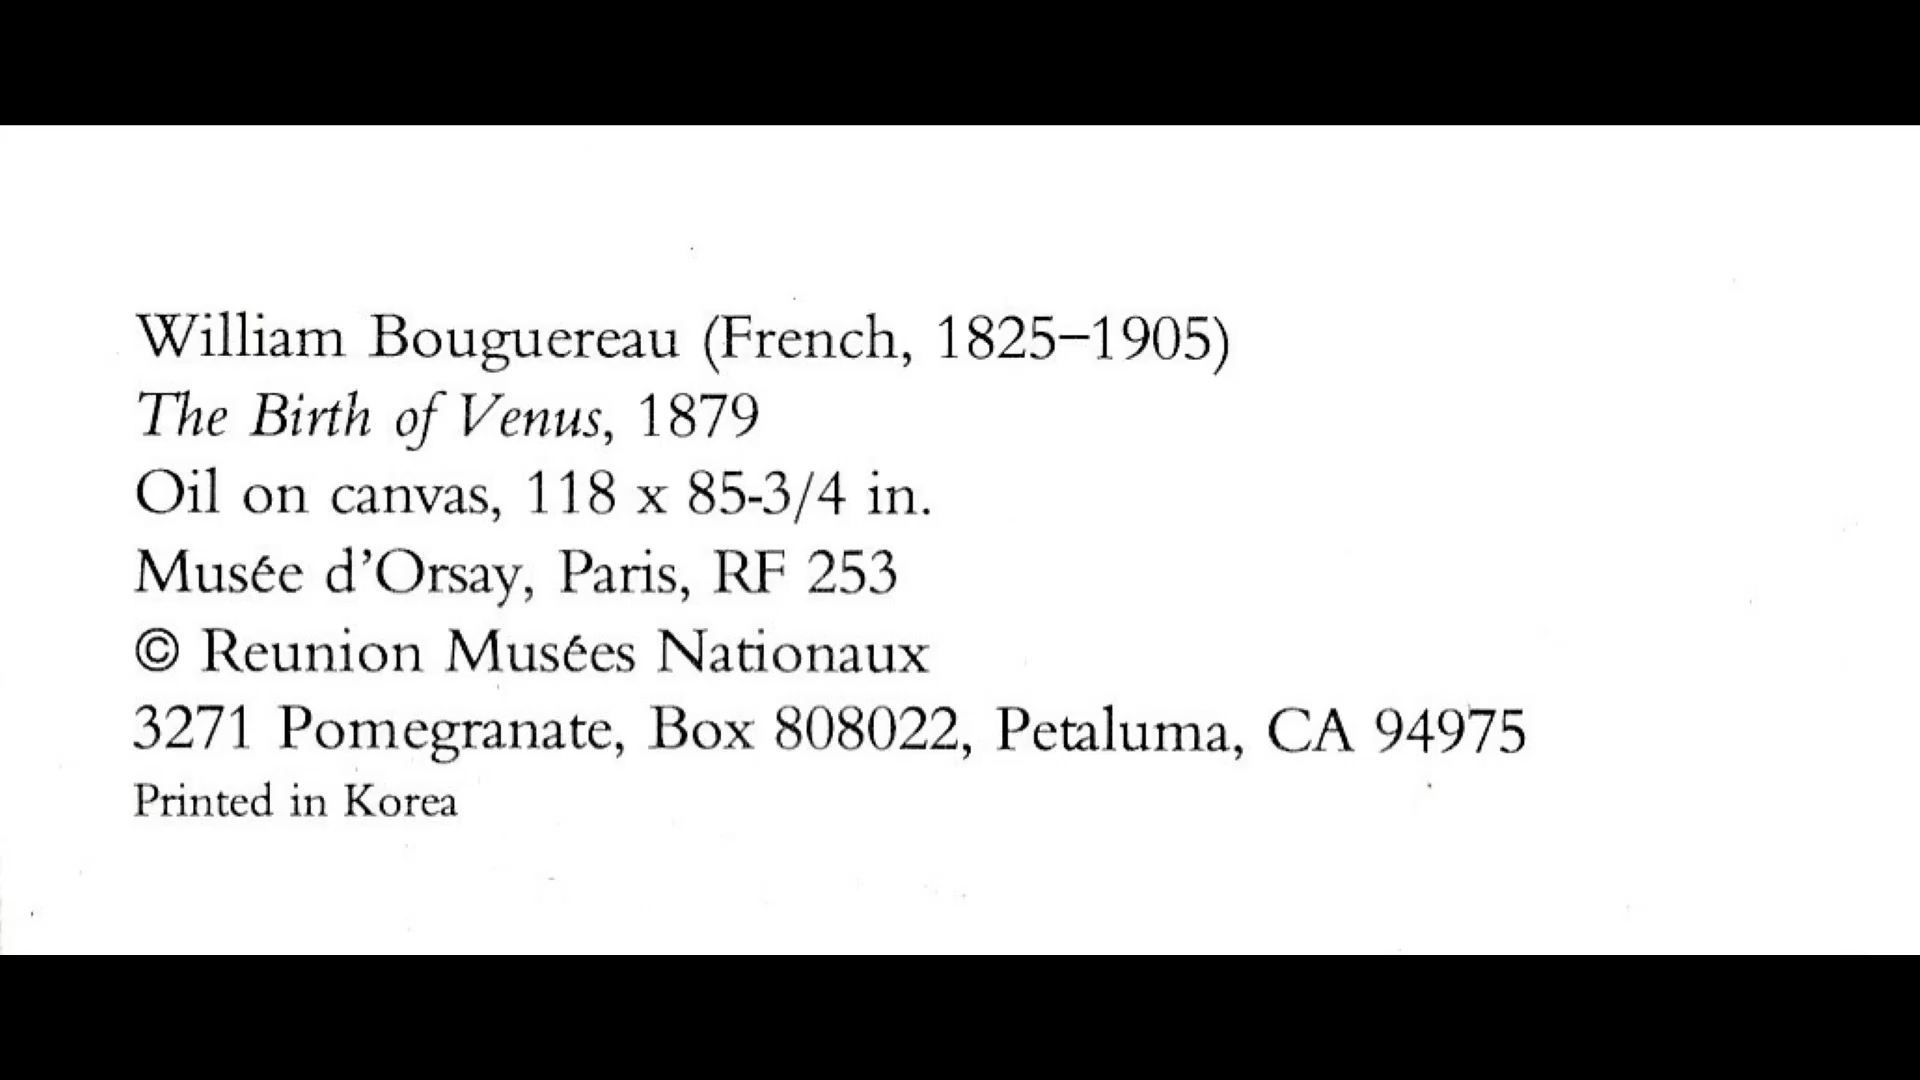 William Bouguereau (French, 1825–1905)
The Birth of Venus, 1879
Oil on canvas, 118 x 85-3/4 in.
Musée d’Orsay, Paris, RF 253
© Reunion Musées Nationaux
3271 Pomegranate, Box 808022, Petaluma, CA 94975
Printed in Korea